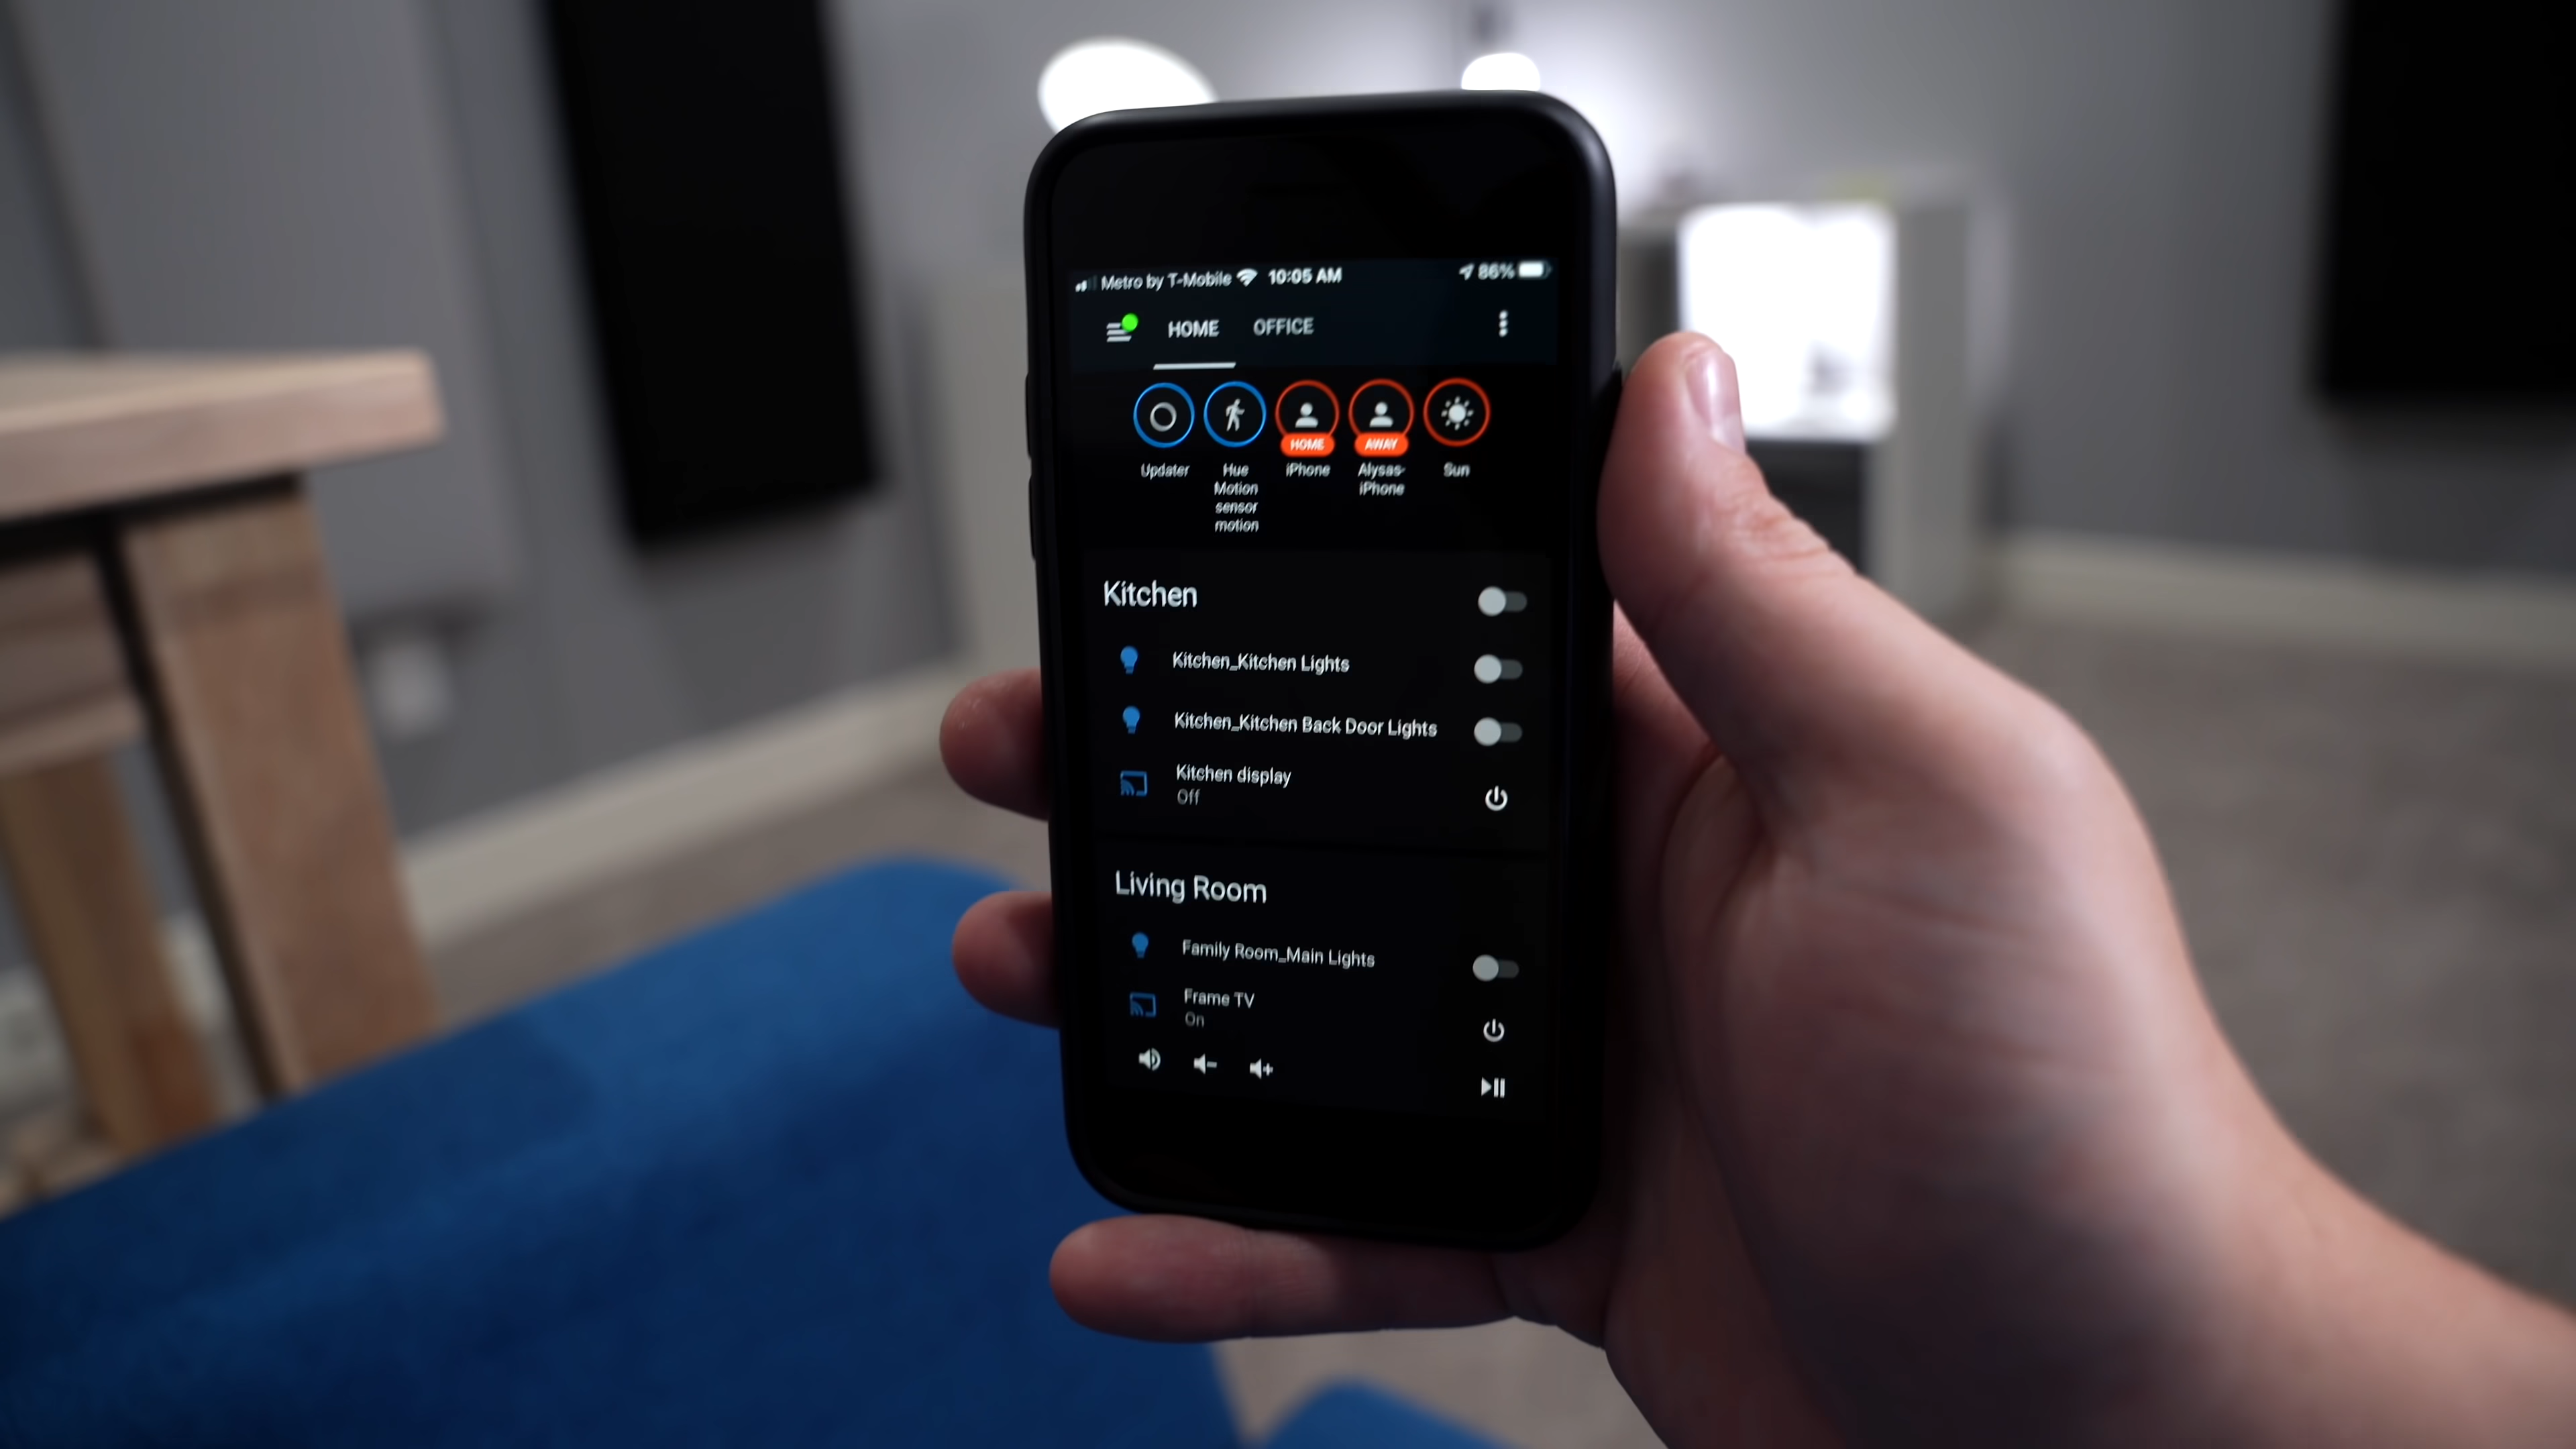 Metro by T-Mobile 10:05 AM 86%
HOME OFFICE
HOME AWAY
Updater Hue Motion sensor motion iPhone Alysas-iPhone Sun
Kitchen
Kitchen_Kitchen Lights
Kitchen_Kitchen Back Door Lights
Kitchen display
Off
Living Room
Family Room_Main Lights
Frame TV
On